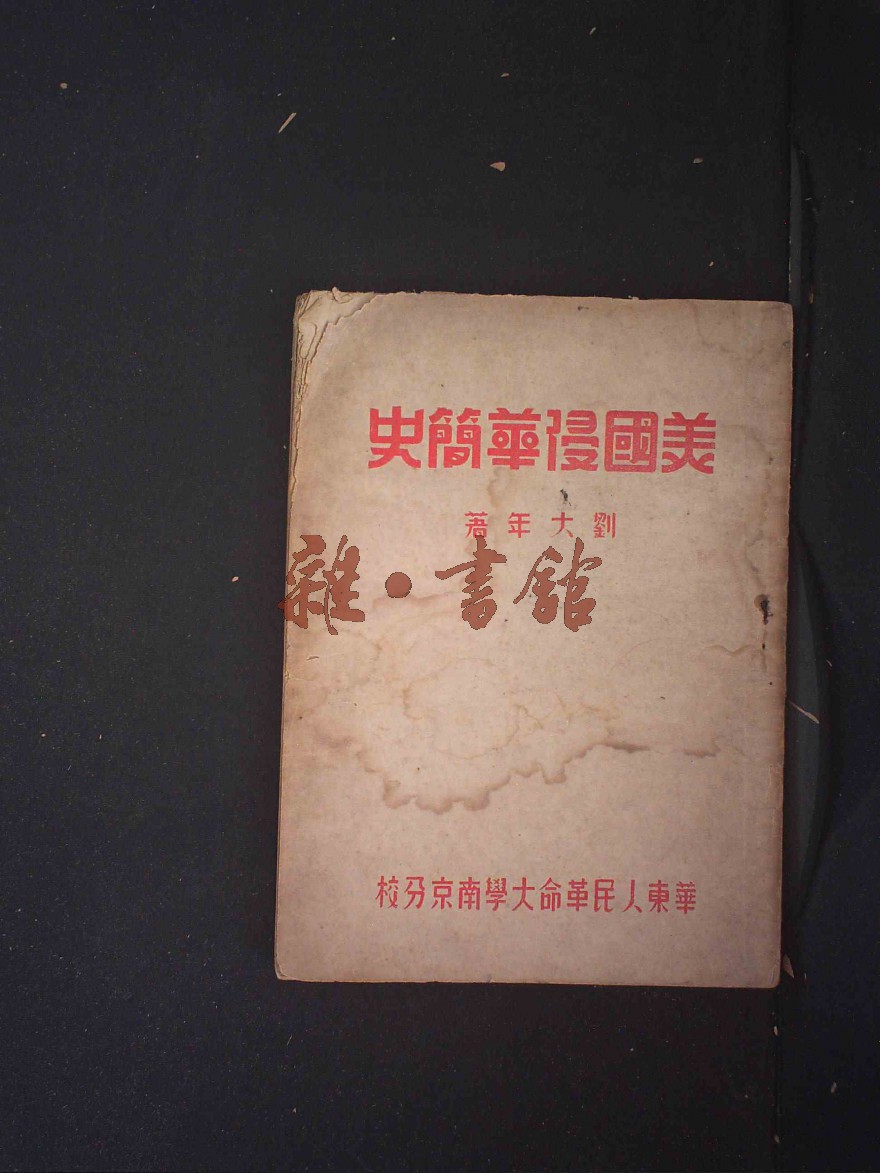 美國侵華簡史
劉大年著
雜·書館
華東人民革命大學南京分校